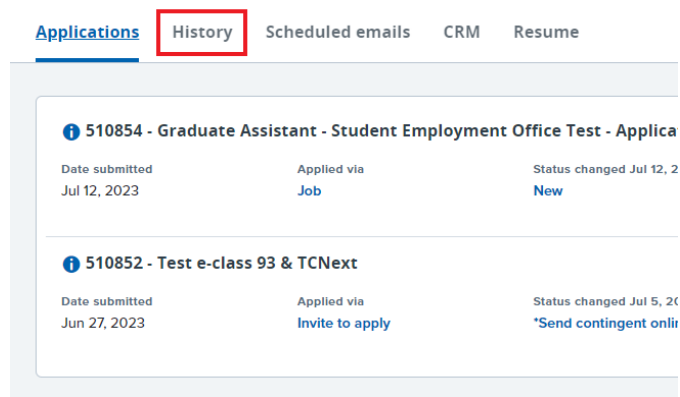 Applications History Scheduled emails CRM Resume
510854 - Graduate Assistant - Student Employment Office Test - Applica
Date submitted Applied via Status changed Jul 12, 2
Jul 12, 2023 Job New
510852 - Test e-class 93 & TCNext
Date submitted Applied via Status changed Jul 5, 20
Jun 27, 2023 Invite to apply *Send contingent onli